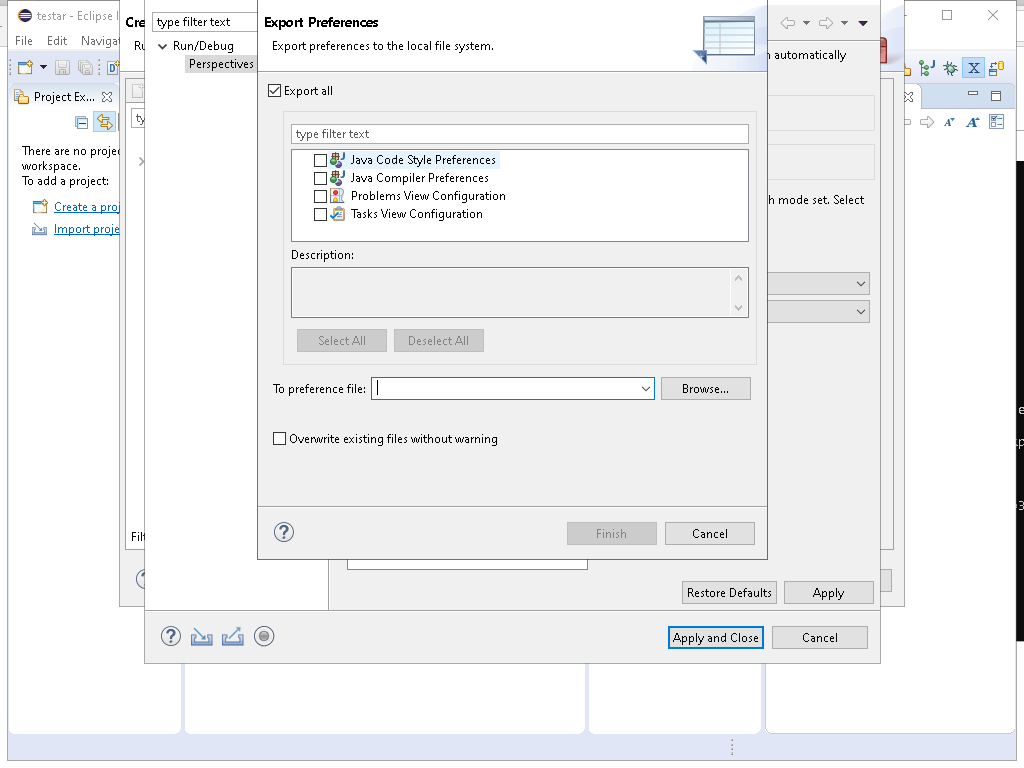 testar - Eclipse I
File Edit Navigat
Project Ex...
There are no projec
workspace.
To add a project:
Create a proj
Import proje
Cre
type filter text
Run/Debug
Perspectives
Export Preferences
Export preferences to the local file system.
Export all
type filter text
Java Code Style Preferences
Java Compiler Preferences
Problems View Configuration
Tasks View Configuration
Description:
Select All Deselect All
To preference file: Browse...
Overwrite existing files without warning
Finish Cancel
automatically
h mode set. Select
Restore Defaults Apply
Apply and Close Cancel